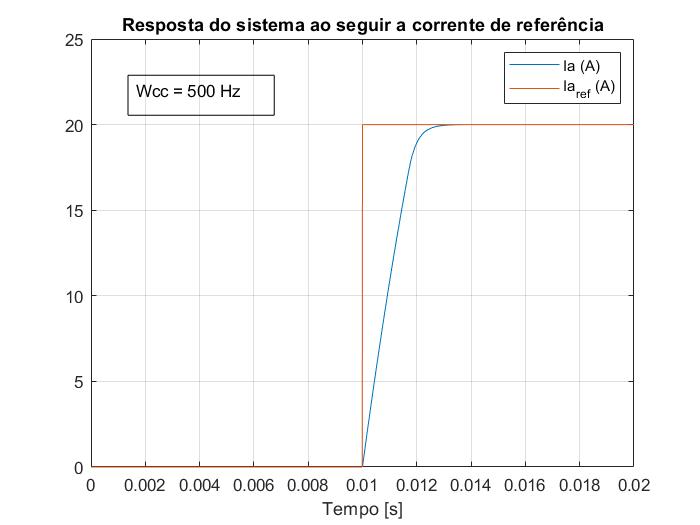 Resposta do sistema ao seguir a corrente de referência
25
20
15
10
5
0
Wcc = 500 Hz
Ia (A)
Ia_ref (A)
0 0.002 0.004 0.006 0.008 0.01 0.012 0.014 0.016 0.018 0.02
Tempo [s]